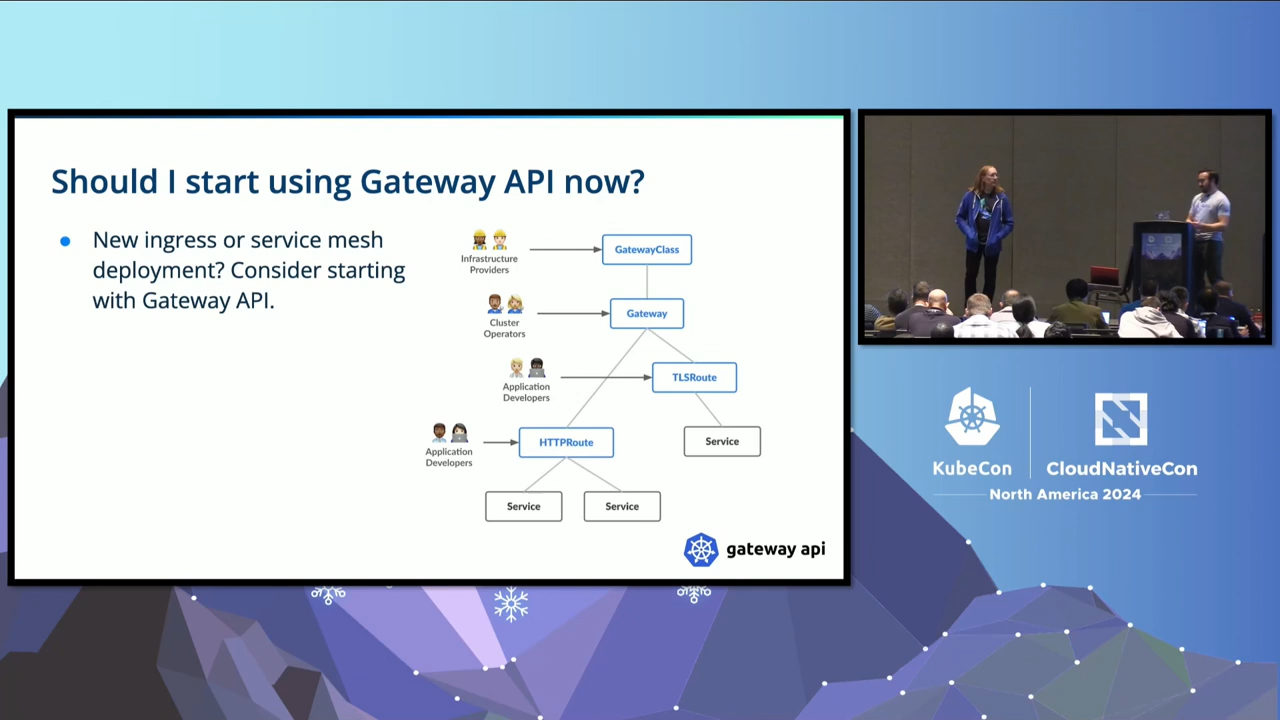 Should I start using Gateway API now?
New ingress or service mesh
deployment? Consider starting
with Gateway API.
Infrastructure
Providers
GatewayClass
Cluster
Operators
Gateway
Application
Developers
TLSRoute
Application
Developers
HTTPRoute
Service
Service
Service
gateway api
KubeCon
CloudNativeCon
North America 2024